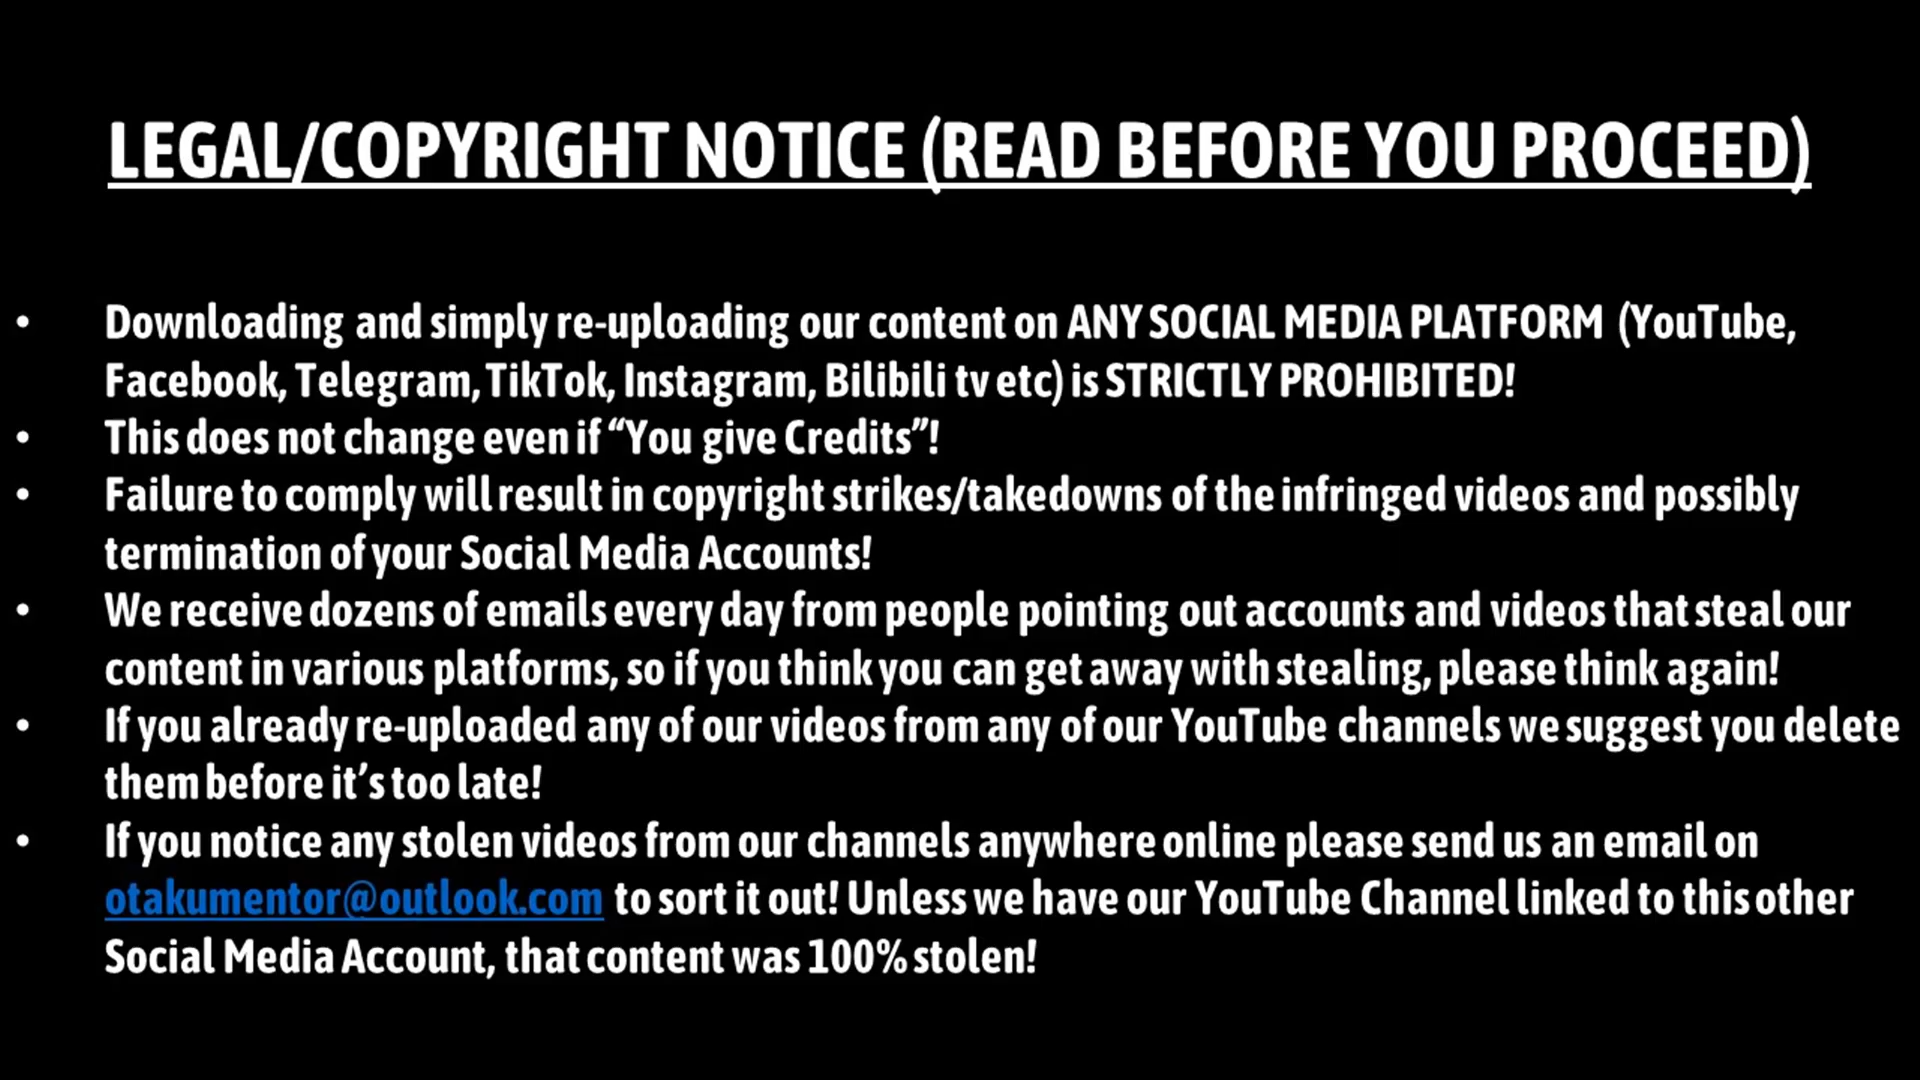 LEGAL/COPYRIGHT NOTICE (READ BEFORE YOU PROCEED)
• Downloading and simply re-uploading our content on ANY SOCIAL MEDIA PLATFORM (YouTube,
Facebook, Telegram, TikTok, Instagram, Bilibili tv etc) is STRICTLY PROHIBITED!
• This does not change even if “You give Credits”!
• Failure to comply will result in copyright strikes/takedowns of the infringed videos and possibly
termination of your Social Media Accounts!
• We receive dozens of emails every day from people pointing out accounts and videos that steal our
content in various platforms, so if you think you can get away with stealing, please think again!
• If you already re-uploaded any of our videos from any of our YouTube channels we suggest you delete
them before it’s too late!
• If you notice any stolen videos from our channels anywhere online please send us an email on
otakumentor@outlook.com to sort it out! Unless we have our YouTube Channel linked to this other
Social Media Account, that content was 100% stolen!